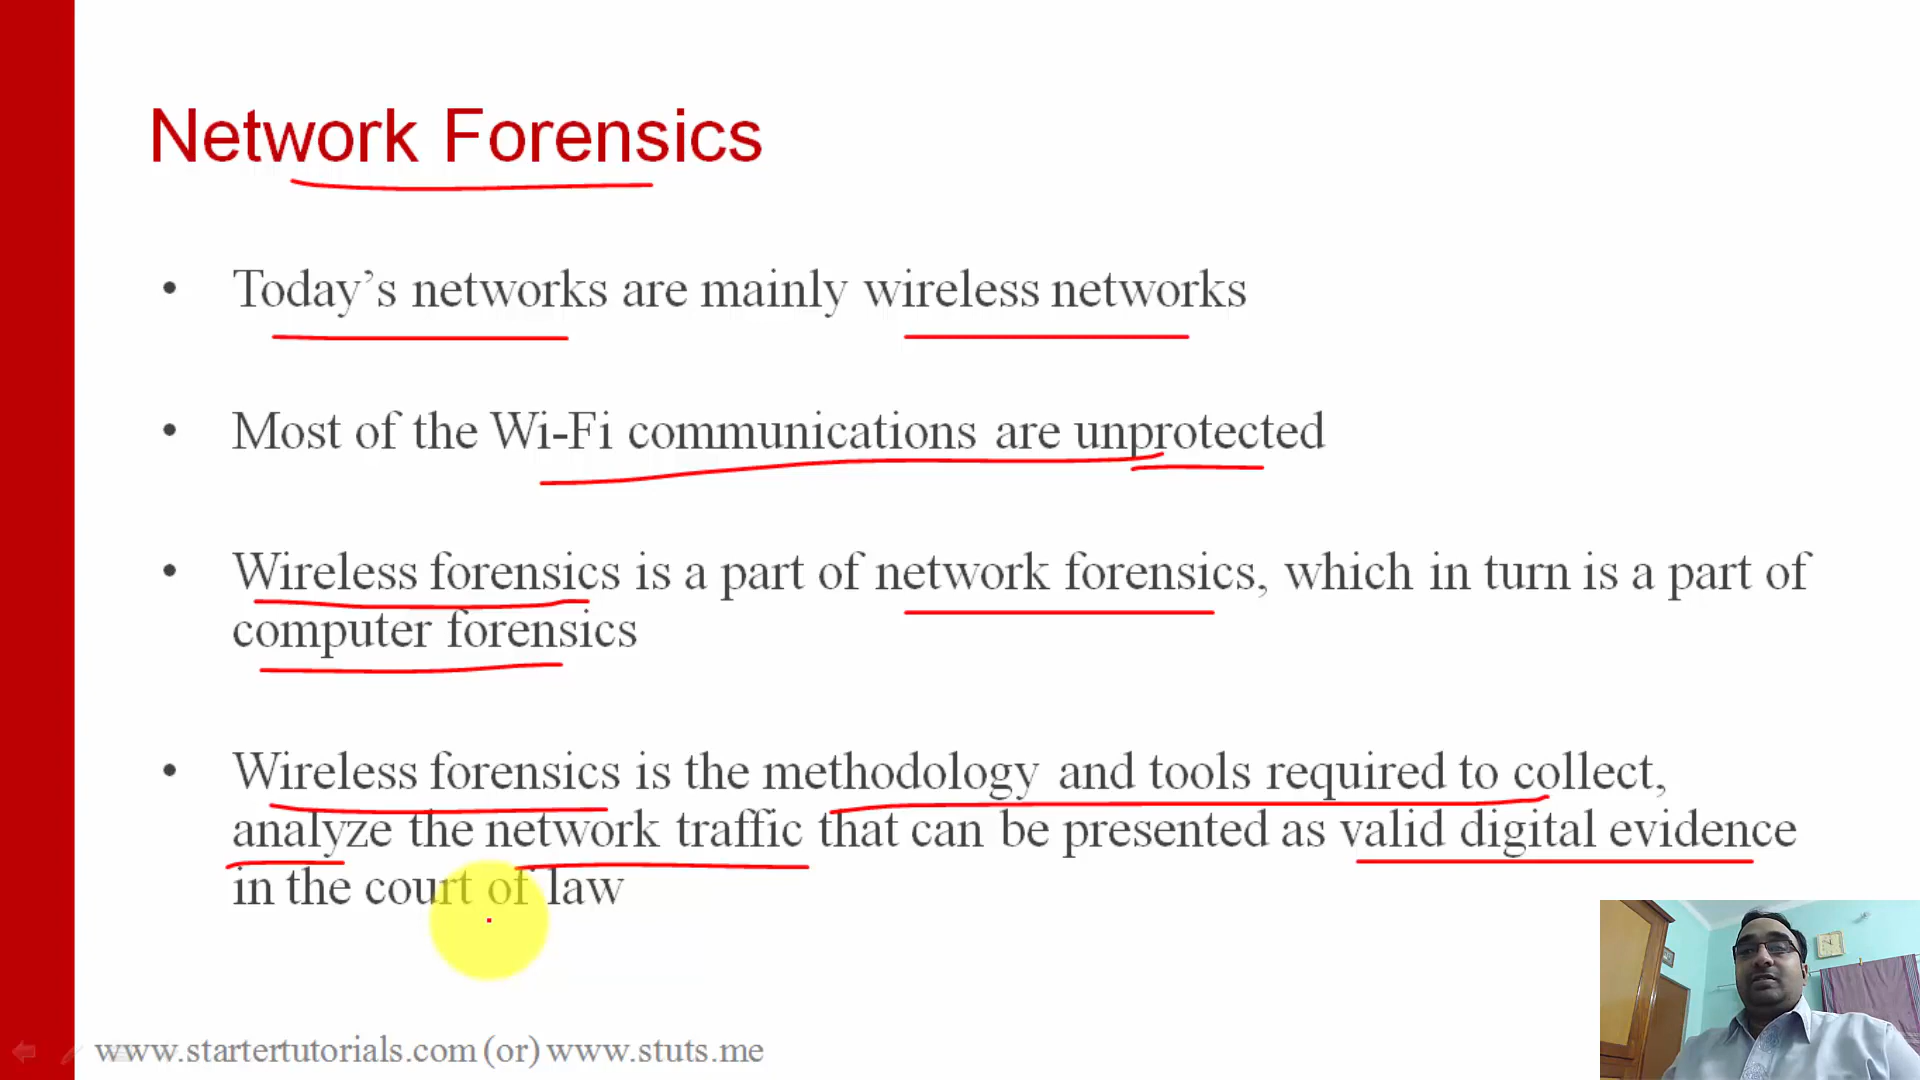 Network Forensics
• Today’s networks are mainly wireless networks
• Most of the Wi-Fi communications are unprotected
• Wireless forensics is a part of network forensics, which in turn is a part of
computer forensics
• Wireless forensics is the methodology and tools required to collect,
analyze the network traffic that can be presented as valid digital evidence
in the court of law
www.startertutorials.com (or) www.stuts.me